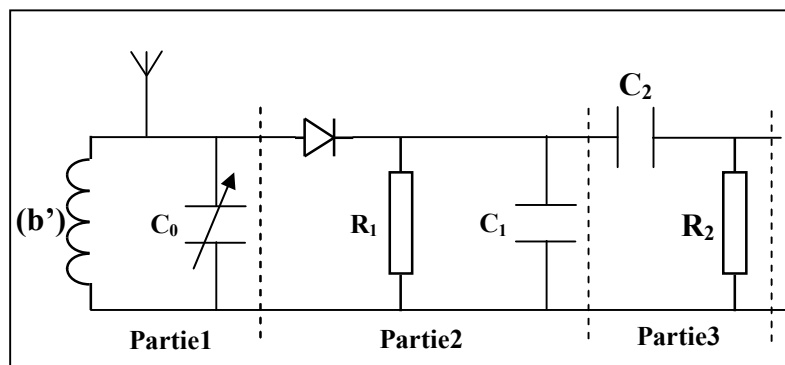 C₂
(b’)
C₀
R₁
C₁
R₂
Partie1
Partie2
Partie3